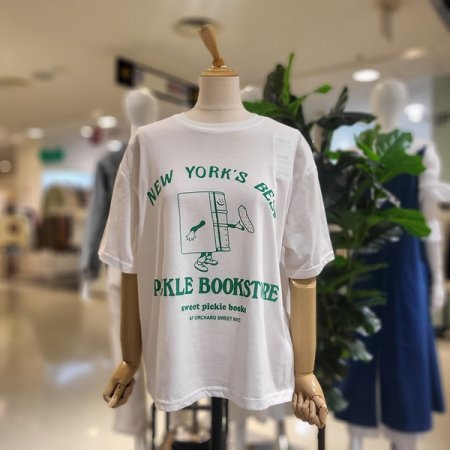 NEW YORK'S BEST
PICKLE BOOKSTORE
sweet pickle books
47 ORCHARD SWEET NYC